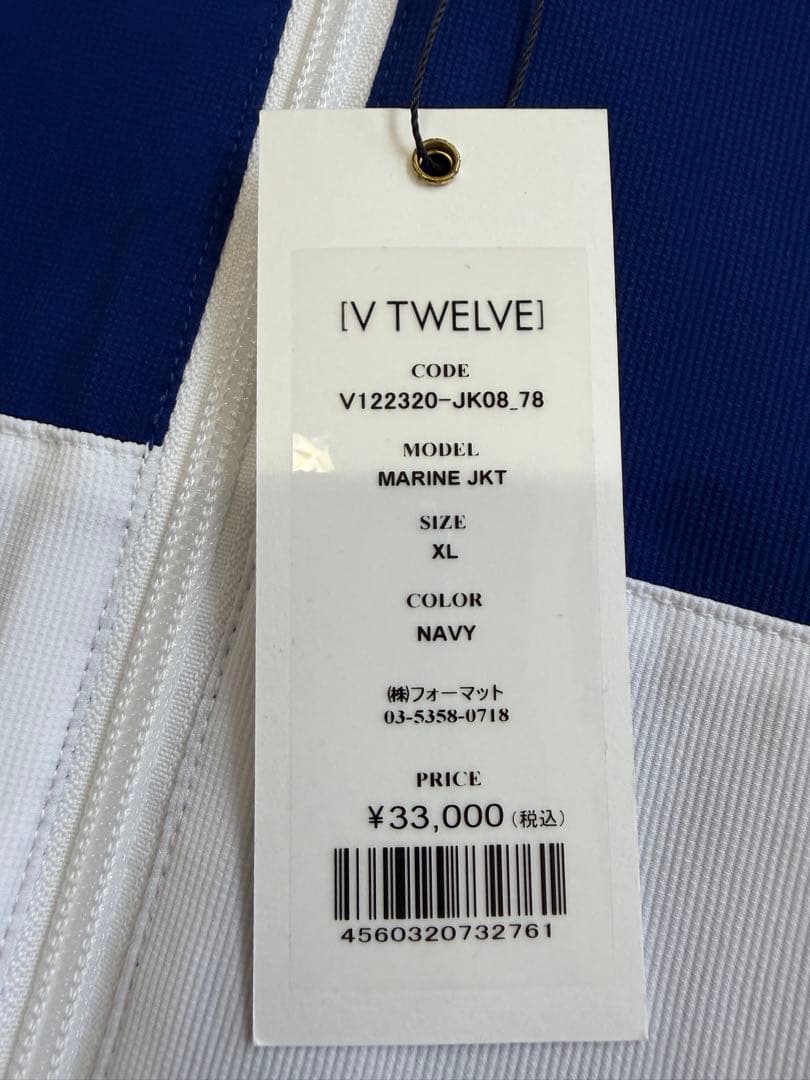 [V TWELVE]
CODE
V122320-JK08_78
MODEL
MARINE JKT
SIZE
XL
COLOR
NAVY
㈱フォーマット
03-5358-0718
PRICE
¥33,000(税込)
4560320732761